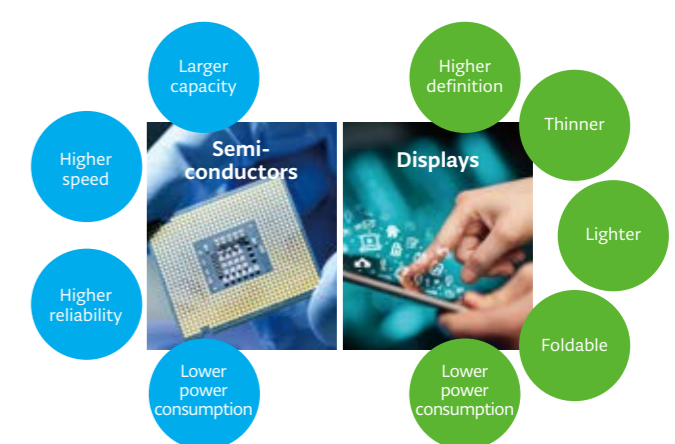 Larger
capacity
Higher
speed
Higher
reliability
Lower
power
consumption
Semi-
conductors
Displays
Higher
definition
Thinner
Lighter
Foldable
Lower
power
consumption